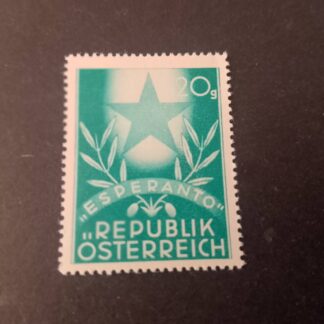 20g
"ESPERANTO"
REPUBLIK
ÖSTERREICH